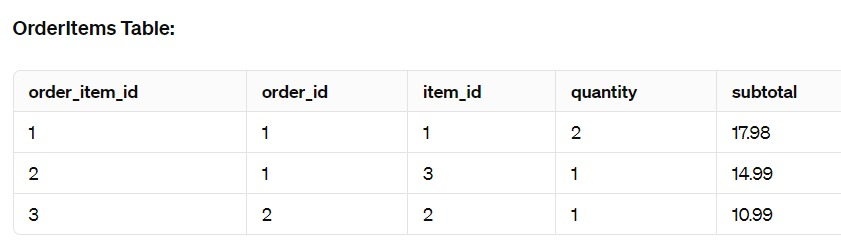 OrderItems Table:
order_item_id order_id item_id quantity subtotal
1 1 1 2 17.98
2 1 3 1 14.99
3 2 2 1 10.99